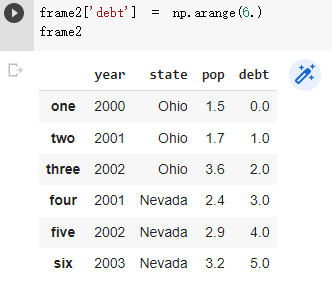 frame2['debt'] = np.arange(6.)
frame2
year state pop debt
one 2000 Ohio 1.5 0.0
two 2001 Ohio 1.7 1.0
three 2002 Ohio 3.6 2.0
four 2001 Nevada 2.4 3.0
five 2002 Nevada 2.9 4.0
six 2003 Nevada 3.2 5.0